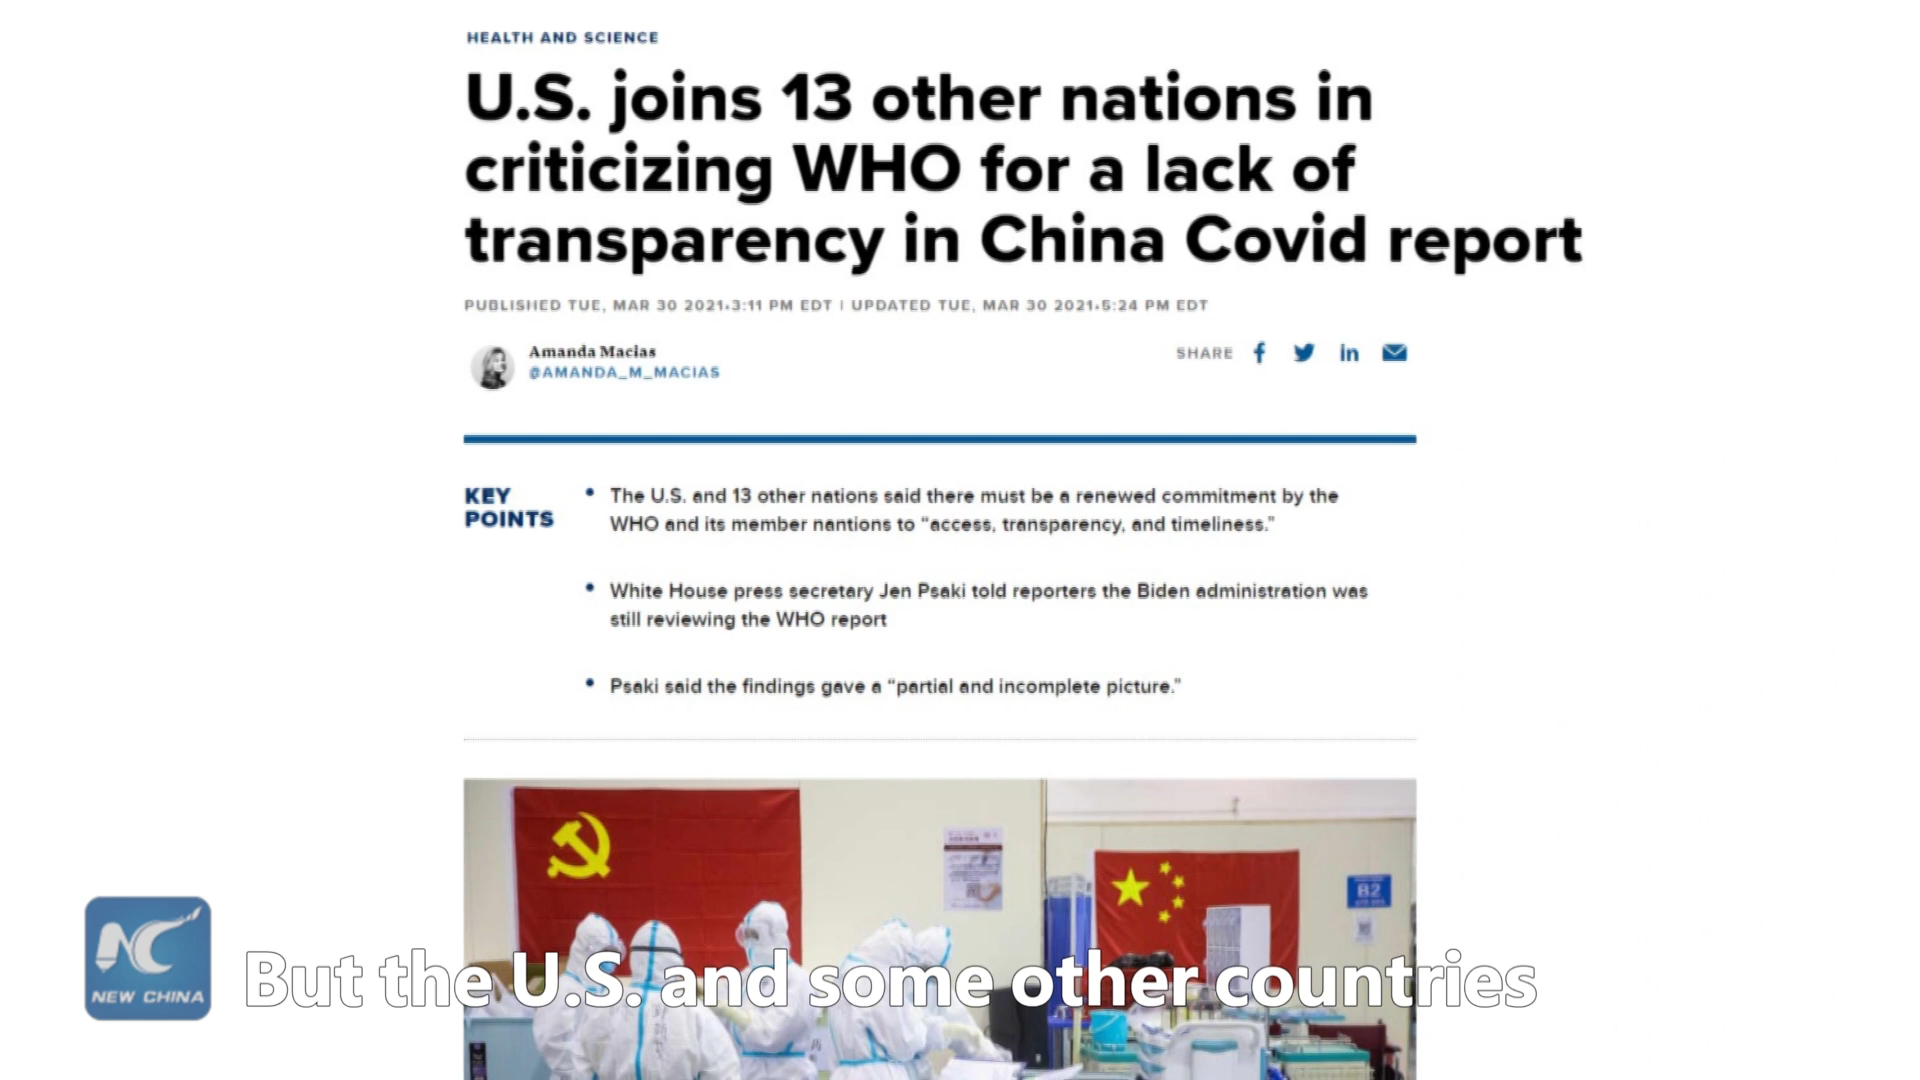 HEALTH AND SCIENCE
U.S. joins 13 other nations in
criticizing WHO for a lack of
transparency in China Covid report
PUBLISHED TUE, MAR 30 2021•3:11 PM EDT | UPDATED TUE, MAR 30 2021•5:24 PM EDT
Amanda Macias
@AMANDA_M_MACIAS
SHARE
KEY
POINTS
• The U.S. and 13 other nations said there must be a renewed commitment by the
WHO and its member nantions to “access, transparency, and timeliness.”
• White House press secretary Jen Psaki told reporters the Biden administration was
still reviewing the WHO report
• Psaki said the findings gave a “partial and incomplete picture.”
B2
NC
NEW CHINA
But the U.S. and some other countries